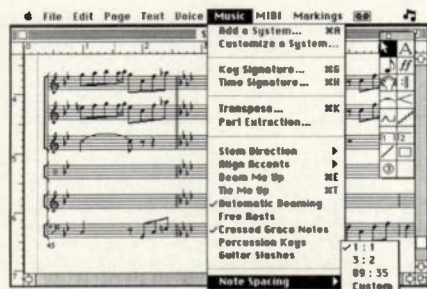 File Edit Page Text Voice Music MIDI Markings
Add a System... ⌘A
Customize a System...
Key Signature... ⌘G
Time Signature... ⌘H
Transpose... ⌘K
Part Extraction...
Stem Direction
Align Accents
Beam Me Up ⌘E
Tie Me Up ⌘T
✓Automatic Beaming
Free Rests
✓Crossed Grace Notes
Percussion Keys
Guitar Slashes
Note Spacing
✓1 : 1
3 : 2
89 : 35
Custom
45